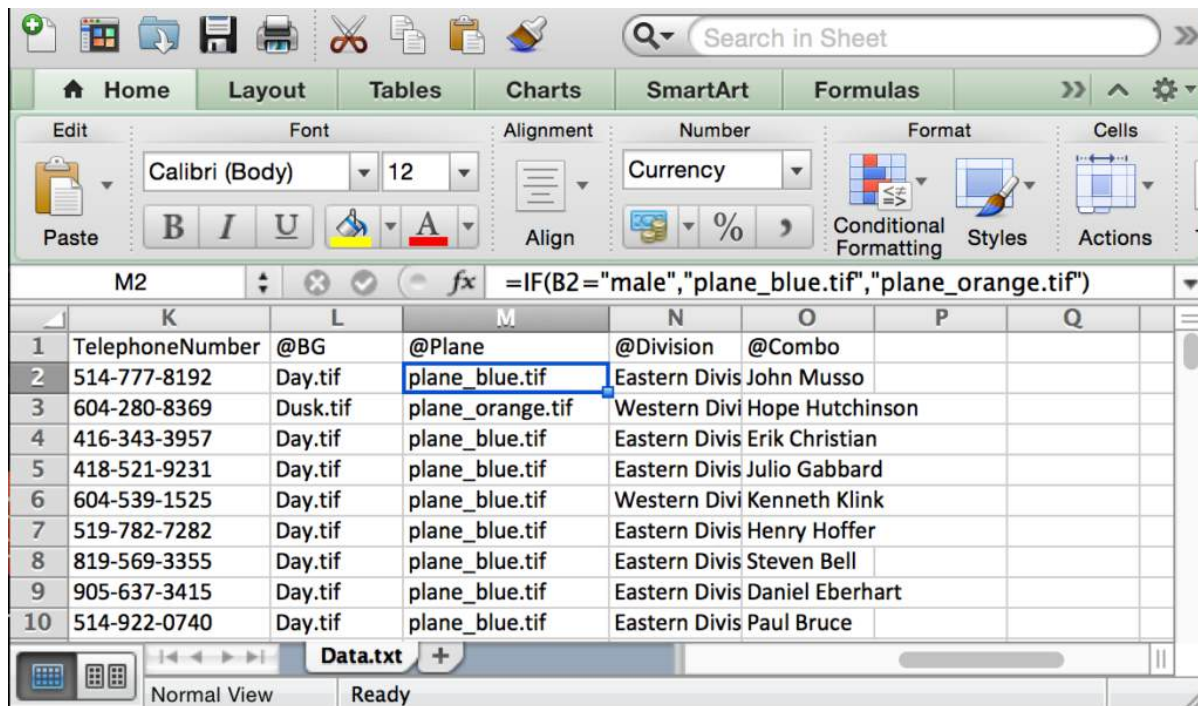 Search in Sheet
Home Layout Tables Charts SmartArt Formulas
Edit Font Alignment Number Format Cells
Calibri (Body) 12 Currency
Paste B I U A Align % Conditional Formatting Styles Actions
M2 fx =IF(B2="male","plane_blue.tif","plane_orange.tif")
K L M N O P Q
1 TelephoneNumber @BG @Plane @Division @Combo
2 514-777-8192 Day.tif plane_blue.tif Eastern Divis John Musso
3 604-280-8369 Dusk.tif plane_orange.tif Western Divi Hope Hutchinson
4 416-343-3957 Day.tif plane_blue.tif Eastern Divis Erik Christian
5 418-521-9231 Day.tif plane_blue.tif Eastern Divis Julio Gabbard
6 604-539-1525 Day.tif plane_blue.tif Western Divi Kenneth Klink
7 519-782-7282 Day.tif plane_blue.tif Eastern Divis Henry Hoffer
8 819-569-3355 Day.tif plane_blue.tif Eastern Divis Steven Bell
9 905-637-3415 Day.tif plane_blue.tif Eastern Divis Daniel Eberhart
10 514-922-0740 Day.tif plane_blue.tif Eastern Divis Paul Bruce
Data.txt
Normal View Ready